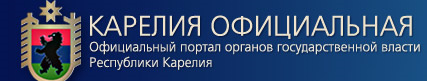 КАРЕЛИЯ ОФИЦИАЛЬНАЯ
Официальный портал органов государственной власти
Республики Карелия